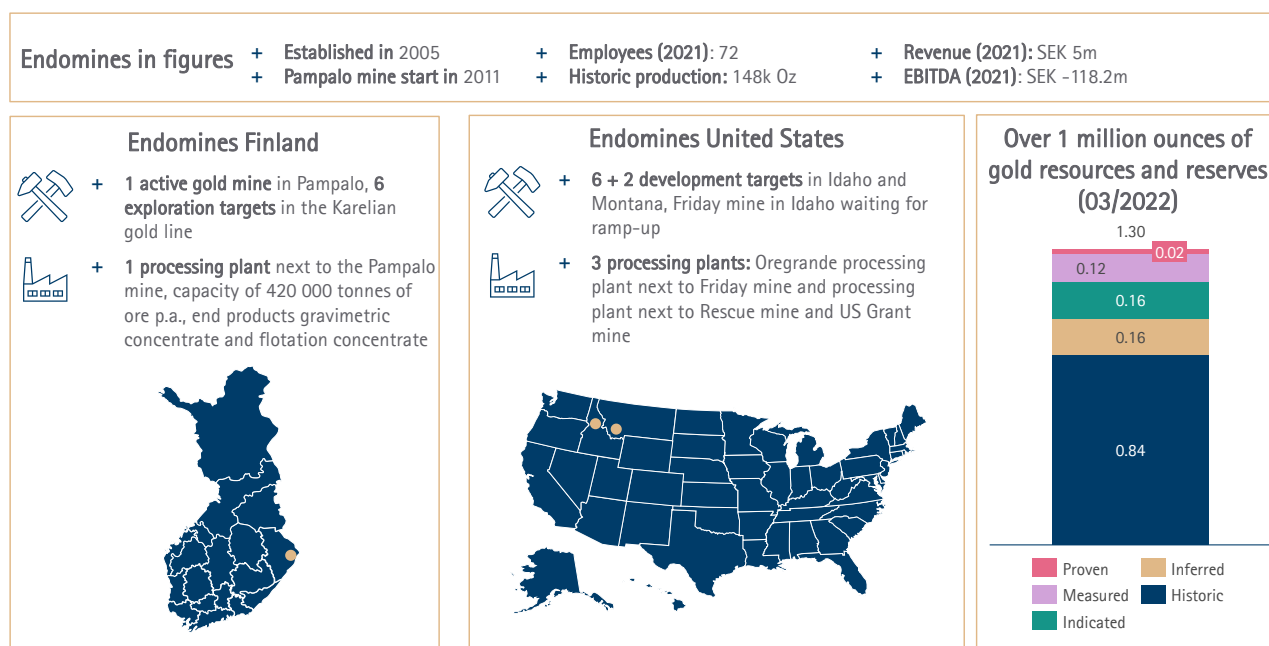 Endomines in figures
+ Established in 2005
+ Pampalo mine start in 2011
+ Employees (2021): 72
+ Historic production: 148k Oz
+ Revenue (2021): SEK 5m
+ EBITDA (2021): SEK -118.2m
Endomines Finland
+ 1 active gold mine in Pampalo, 6
exploration targets in the Karelian
gold line
+ 1 processing plant next to the Pampalo
mine, capacity of 420 000 tonnes of
ore p.a., end products gravimetric
concentrate and flotation concentrate
Endomines United States
+ 6 + 2 development targets in Idaho and
Montana, Friday mine in Idaho waiting for
ramp-up
+ 3 processing plants: Oregrande processing
plant next to Friday mine and processing
plant next to Rescue mine and US Grant
mine
Over 1 million ounces of
gold resources and reserves
(03/2022)
1.30
0.02
0.12
0.16
0.16
0.84
Proven
Inferred
Measured
Historic
Indicated